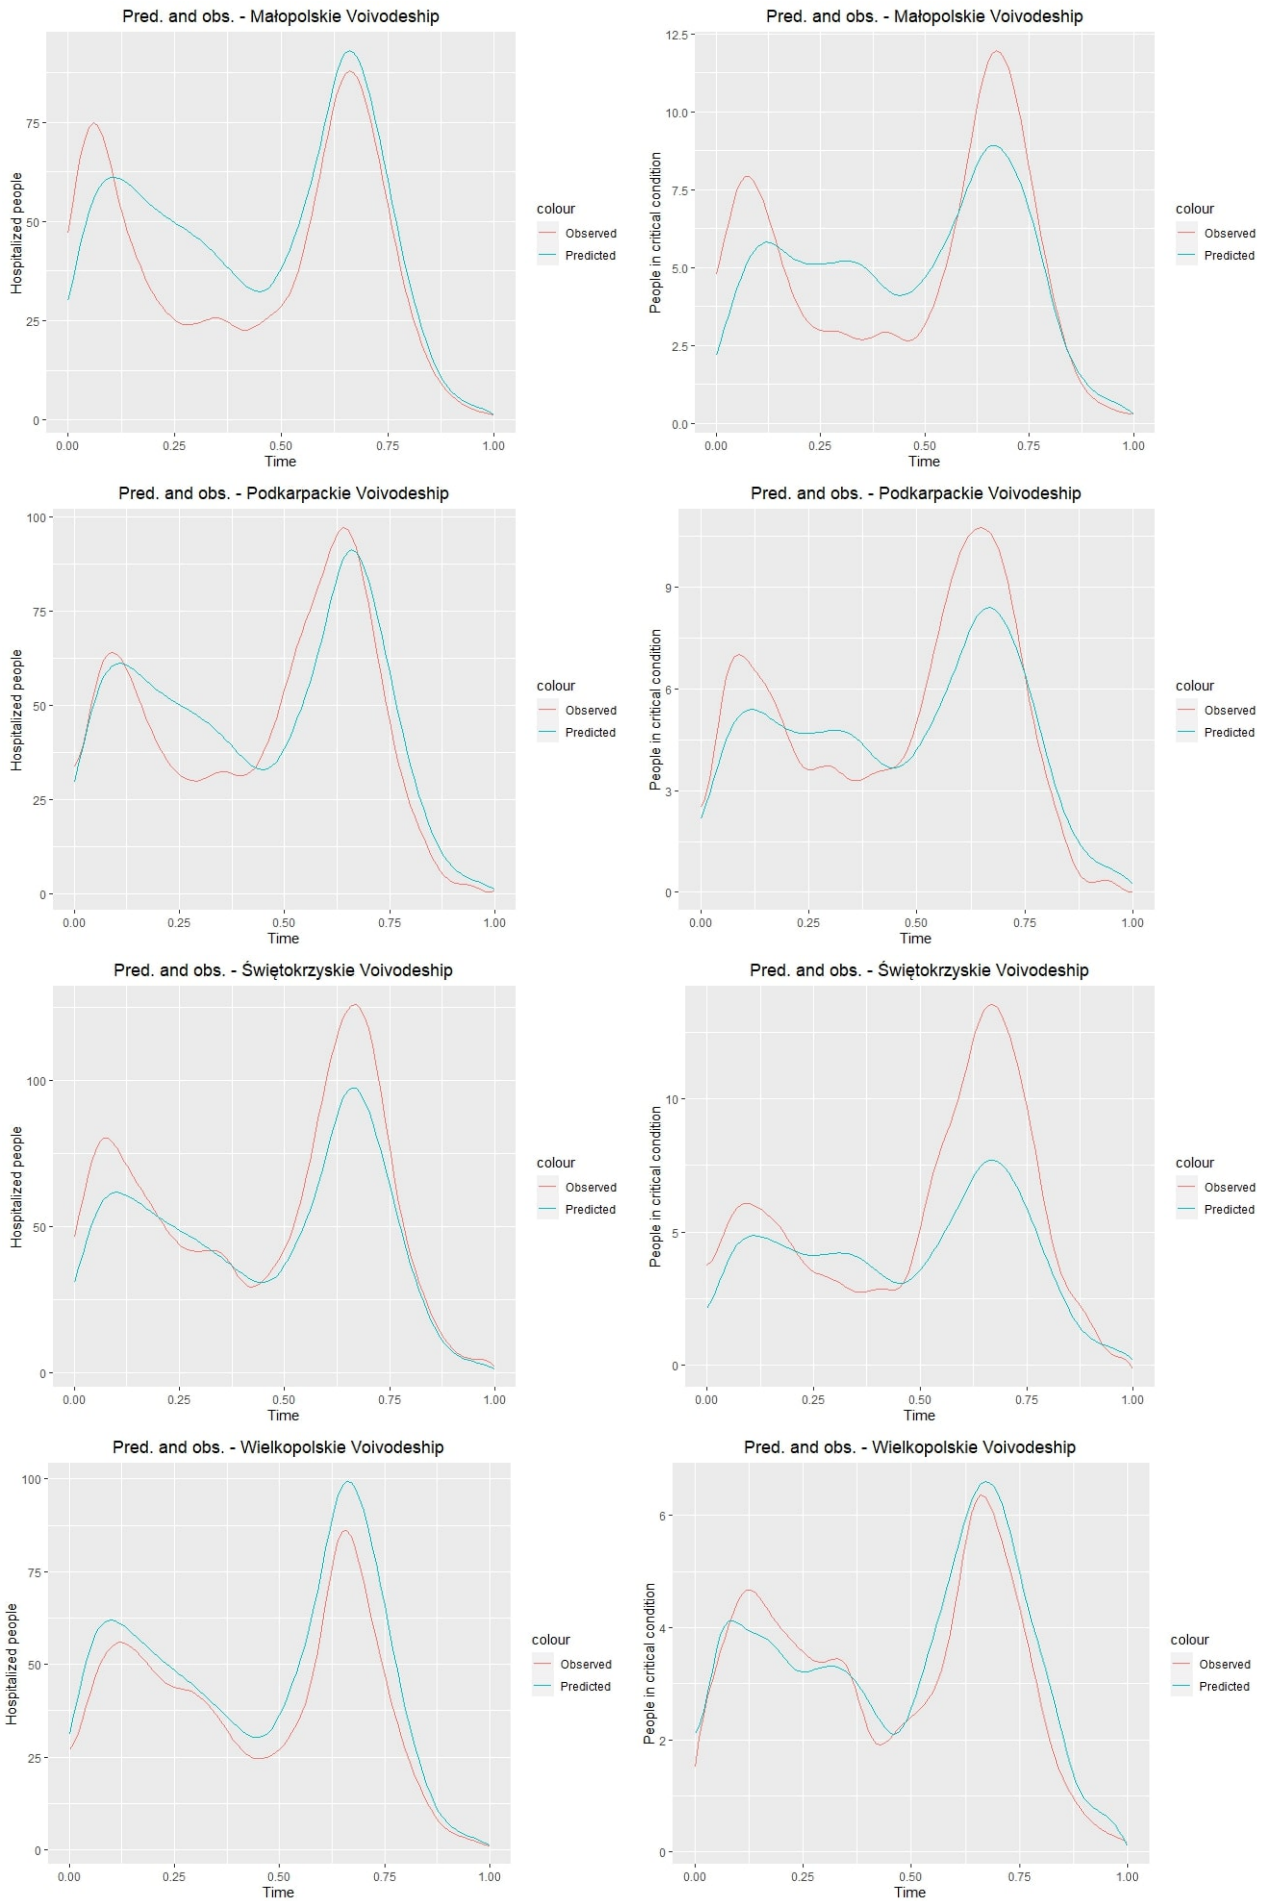 Pred. and obs. - Małopolskie Voivodeship
Hospitalized people
75
50
25
0
0.00 0.25 0.50 0.75 1.00
Time
colour
Observed
Predicted
Pred. and obs. - Małopolskie Voivodeship
People in critical condition
12.5
10.0
7.5
5.0
2.5
0.0
0.00 0.25 0.50 0.75 1.00
Time
colour
Observed
Predicted
Pred. and obs. - Podkarpackie Voivodeship
Hospitalized people
100
75
50
25
0
0.00 0.25 0.50 0.75 1.00
Time
colour
Observed
Predicted
Pred. and obs. - Podkarpackie Voivodeship
People in critical condition
9
6
3
0
0.00 0.25 0.50 0.75 1.00
Time
colour
Observed
Predicted
Pred. and obs. - Świętokrzyskie Voivodeship
Hospitalized people
100
50
0
0.00 0.25 0.50 0.75 1.00
Time
colour
Observed
Predicted
Pred. and obs. - Świętokrzyskie Voivodeship
People in critical condition
10
5
0
0.00 0.25 0.50 0.75 1.00
Time
colour
Observed
Predicted
Pred. and obs. - Wielkopolskie Voivodeship
Hospitalized people
100
75
50
25
0
0.00 0.25 0.50 0.75 1.00
Time
colour
Observed
Predicted
Pred. and obs. - Wielkopolskie Voivodeship
People in critical condition
6
4
2
0
0.00 0.25 0.50 0.75 1.00
Time
colour
Observed
Predicted